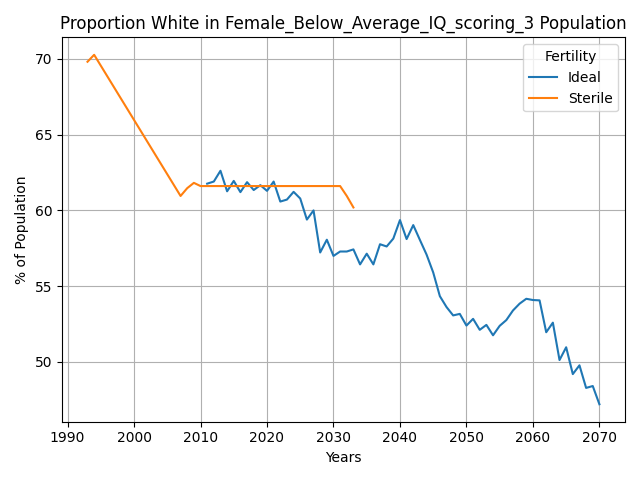 Proportion White in Female_Below_Average_IQ_scoring_3 Population
Fertility
Ideal
Sterile
% of Population
70
65
60
55
50
1990 2000 2010 2020 2030 2040 2050 2060 2070
Years